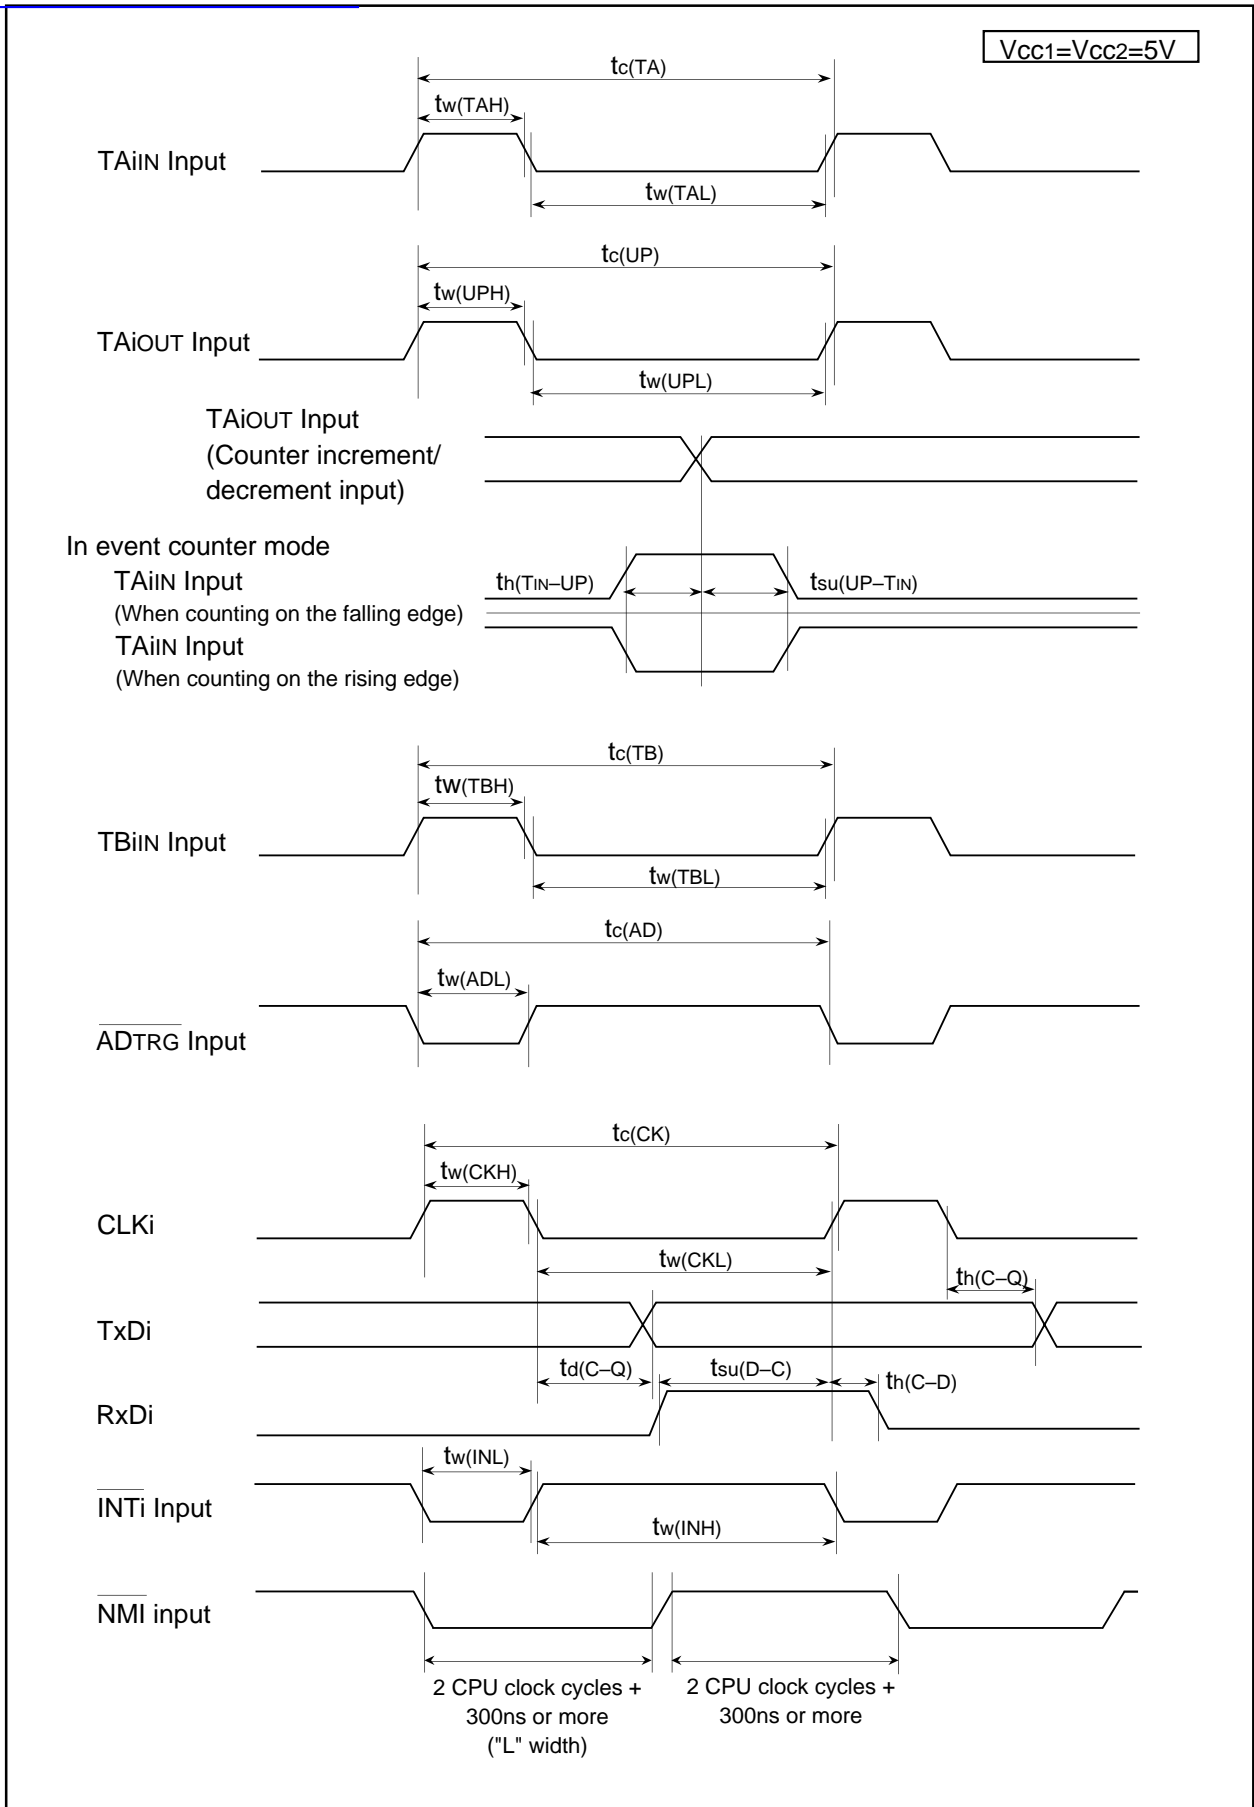 Vcc1=Vcc2=5V
tc(TA)
tw(TAH)
TAiIN Input
tw(TAL)
tc(UP)
tw(UPH)
TAiOUT Input
tw(UPL)
TAiOUT Input
(Counter increment/
decrement input)
In event counter mode
TAiIN Input
th(TIN–UP)
tsu(UP–TIN)
(When counting on the falling edge)
TAiIN Input
(When counting on the rising edge)
tc(TB)
tw(TBH)
TBiIN Input
tw(TBL)
tc(AD)
tw(ADL)
ADTRG Input
tc(CK)
tw(CKH)
CLKi
tw(CKL)
th(C–Q)
TxDi
td(C–Q)
tsu(D–C)
th(C–D)
RxDi
tw(INL)
INTi Input
tw(INH)
NMI input
2 CPU clock cycles +
300ns or more
("L" width)
2 CPU clock cycles +
300ns or more